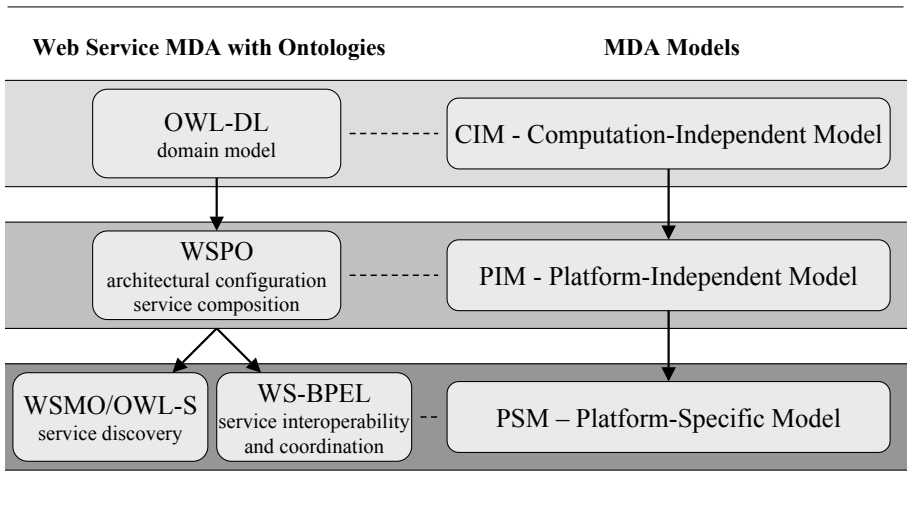 Web Service MDA with Ontologies
MDA Models
OWL-DL
domain model
CIM - Computation-Independent Model
WSPO
architectural configuration
service composition
PIM - Platform-Independent Model
WSMO/OWL-S
service discovery
WS-BPEL
service interoperability
and coordination
PSM – Platform-Specific Model